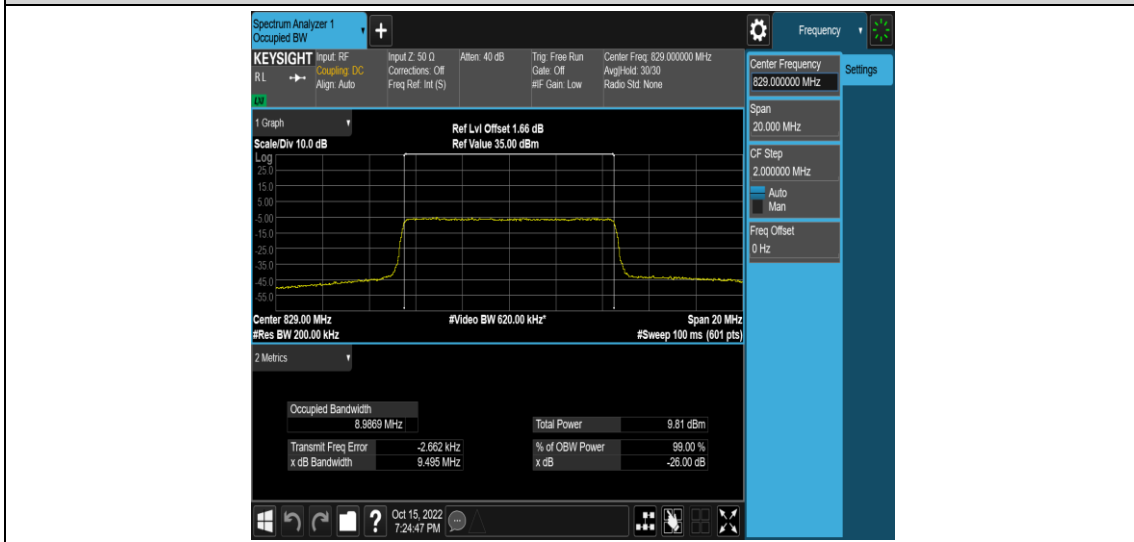 Spectrum Analyzer 1
Occupied BW
Frequency
KEYSIGHT
RL
LXI
Input: RF
Coupling: DC
Align: Auto
Input Z: 50 Ω
Corrections: Off
Freq Ref: Int (S)
Atten: 40 dB
Trig: Free Run
Gate: Off
#IF Gain: Low
Center Freq: 829.000000 MHz
Avg|Hold: 30/30
Radio Std: None
Center Frequency
829.000000 MHz
Settings
Span
20.000 MHz
CF Step
2.000000 MHz
Auto
Man
Freq Offset
0 Hz
1 Graph
Scale/Div 10.0 dB
Ref Lvl Offset 1.66 dB
Ref Value 35.00 dBm
Log
25.0
15.0
5.00
-5.00
-15.0
-25.0
-35.0
-45.0
-55.0
Center 829.00 MHz
#Res BW 200.00 kHz
#Video BW 620.00 kHz*
Span 20 MHz
#Sweep 100 ms (601 pts)
2 Metrics
Occupied Bandwidth
8.9869 MHz
Transmit Freq Error -2.662 kHz
x dB Bandwidth 9.495 MHz
Total Power 9.81 dBm
% of OBW Power 99.00 %
x dB -26.00 dB
?
Oct 15, 2022
7:24:47 PM